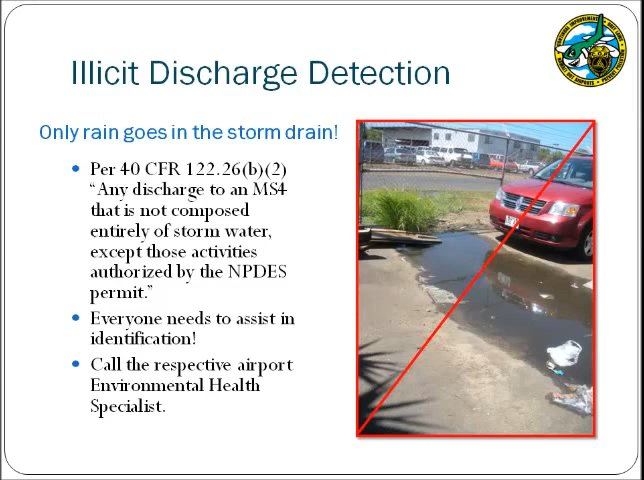 Illicit Discharge Detection
Only rain goes in the storm drain!
Per 40 CFR 122.26(b)(2)
“Any discharge to an MS4
that is not composed
entirely of storm water,
except those activities
authorized by the NPDES
permit.”
Everyone needs to assist in
identification!
Call the respective airport
Environmental Health
Specialist.